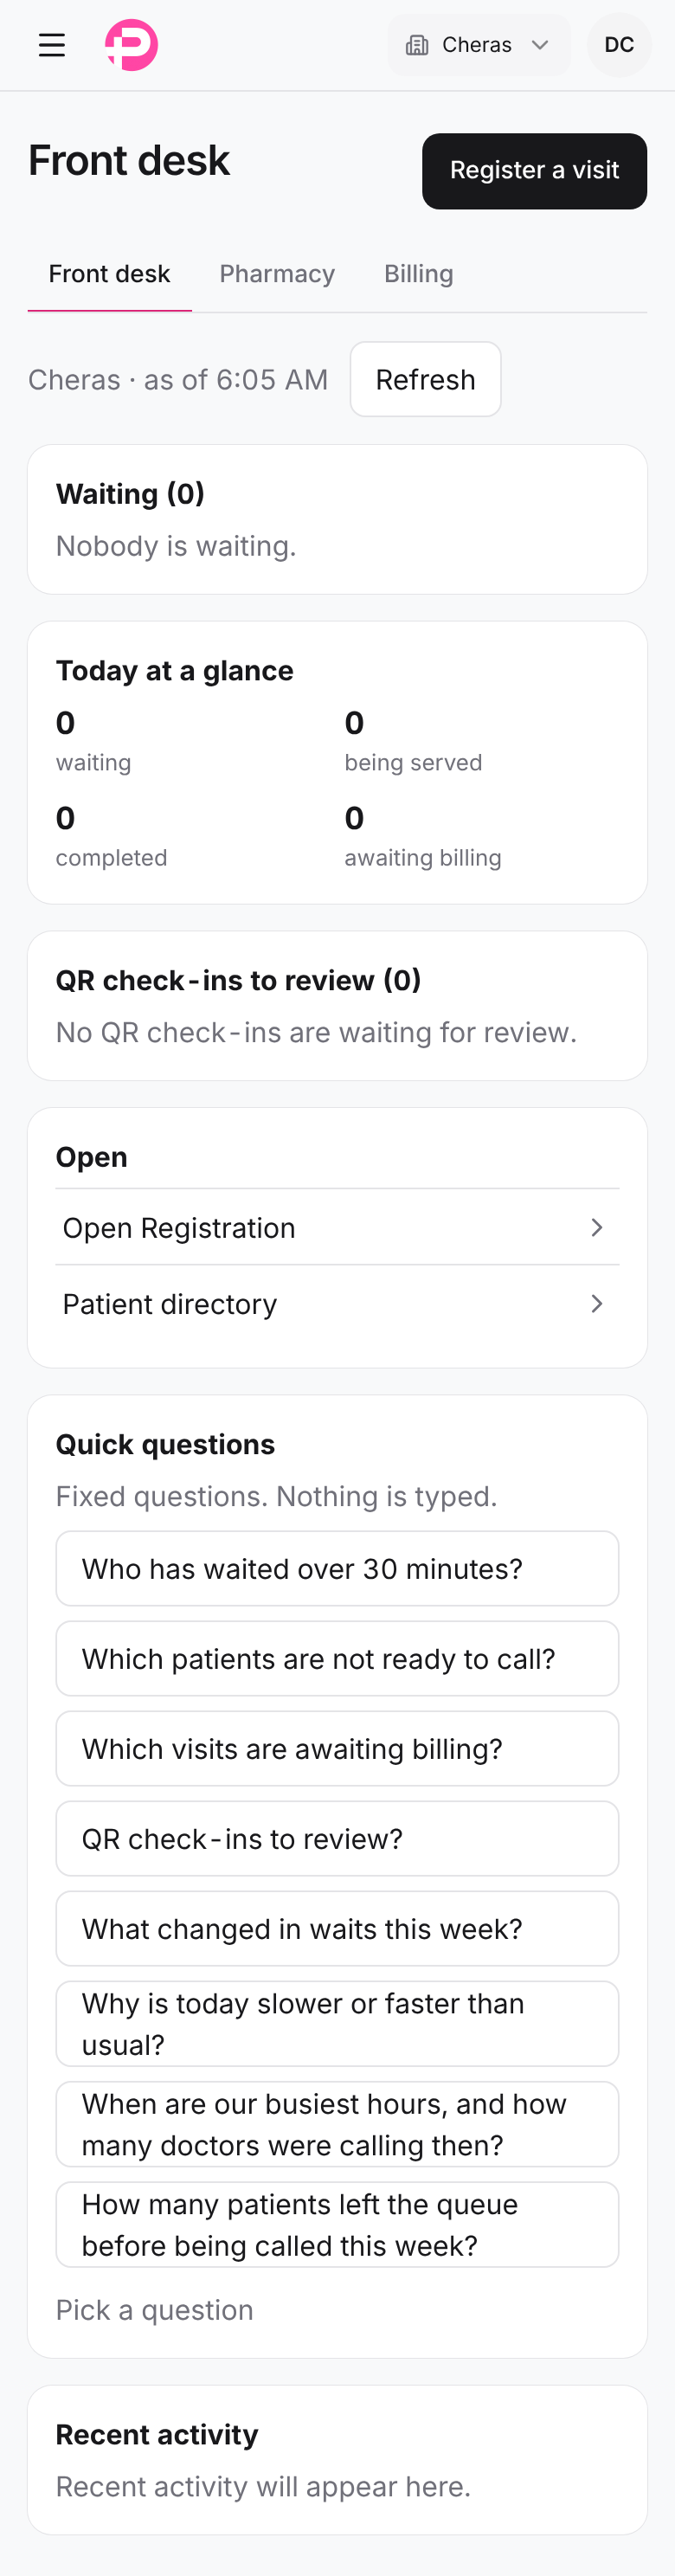 Cheras
DC
Front desk
Register a visit
Front desk
Pharmacy
Billing
Cheras · as of 6:05 AM
Refresh
Waiting (0)
Nobody is waiting.
Today at a glance
0
waiting
0
being served
0
completed
0
awaiting billing
QR check-ins to review (0)
No QR check-ins are waiting for review.
Open
Open Registration
Patient directory
Quick questions
Fixed questions. Nothing is typed.
Who has waited over 30 minutes?
Which patients are not ready to call?
Which visits are awaiting billing?
QR check-ins to review?
What changed in waits this week?
Why is today slower or faster than
usual?
When are our busiest hours, and how
many doctors were calling then?
How many patients left the queue
before being called this week?
Pick a question
Recent activity
Recent activity will appear here.